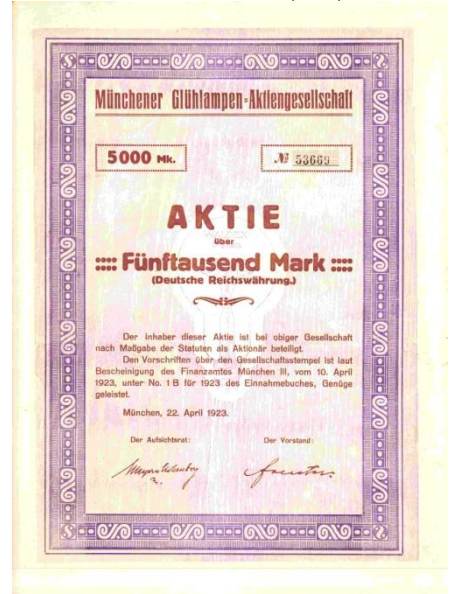 Münchener Glühlampen=Aktiengesellschaft
5000 Mk.
№ 53669
AKTIE
über
:::: Fünftausend Mark ::::
(Deutsche Reichswährung.)
Der Inhaber dieser Aktie ist bei obiger Gesellschaft
nach Maßgabe der Statuten als Aktionär beteiligt.
Den Vorschriften über den Gesellschaftsstempel ist laut
Bescheinigung des Finanzamtes München III, vom 10. April
1923, unter No. 1 B für 1923 des Einnahmebuches, Genüge
geleistet.
München, 22. April 1923.
Der Aufsichtsrat:
Der Vorstand: